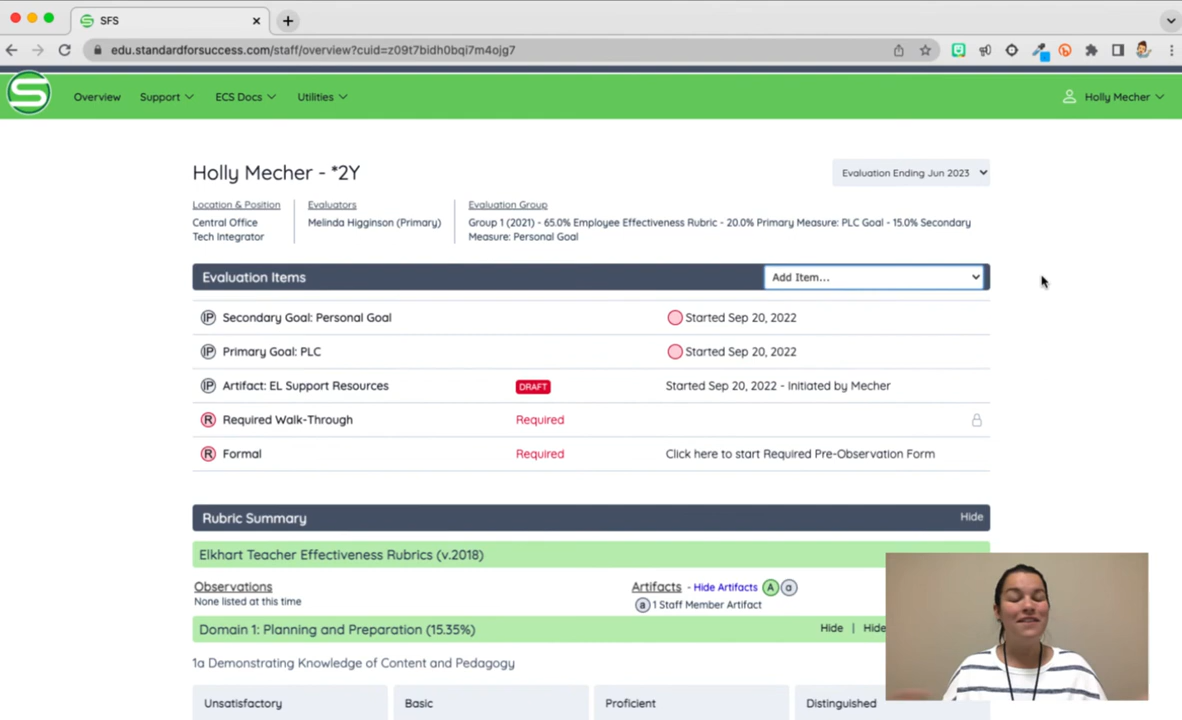 SFS
edu.standardforsuccess.com/staff/overview?cuid=z09t7bidh0bqi7m4ojg7
S Overview Support ECS Docs Utilities Holly Mecher
Holly Mecher - *2Y
Evaluation Ending Jun 2023
Location & Position
Central Office
Tech Integrator
Evaluators
Melinda Higginson (Primary)
Evaluation Group
Group 1 (2021) - 65.0% Employee Effectiveness Rubric - 20.0% Primary Measure: PLC Goal - 15.0% Secondary
Measure: Personal Goal
Evaluation Items Add Item...
IP Secondary Goal: Personal Goal Started Sep 20, 2022
IP Primary Goal: PLC Started Sep 20, 2022
IP Artifact: EL Support Resources DRAFT Started Sep 20, 2022 - Initiated by Mecher
R Required Walk-Through Required
R Formal Required Click here to start Required Pre-Observation Form
Rubric Summary Hide
Elkhart Teacher Effectiveness Rubrics (v.2018)
Observations
None listed at this time
Artifacts - Hide Artifacts A a
a 1 Staff Member Artifact
Domain 1: Planning and Preparation (15.35%) Hide | Hide
1a Demonstrating Knowledge of Content and Pedagogy
Unsatisfactory Basic Proficient Distinguished